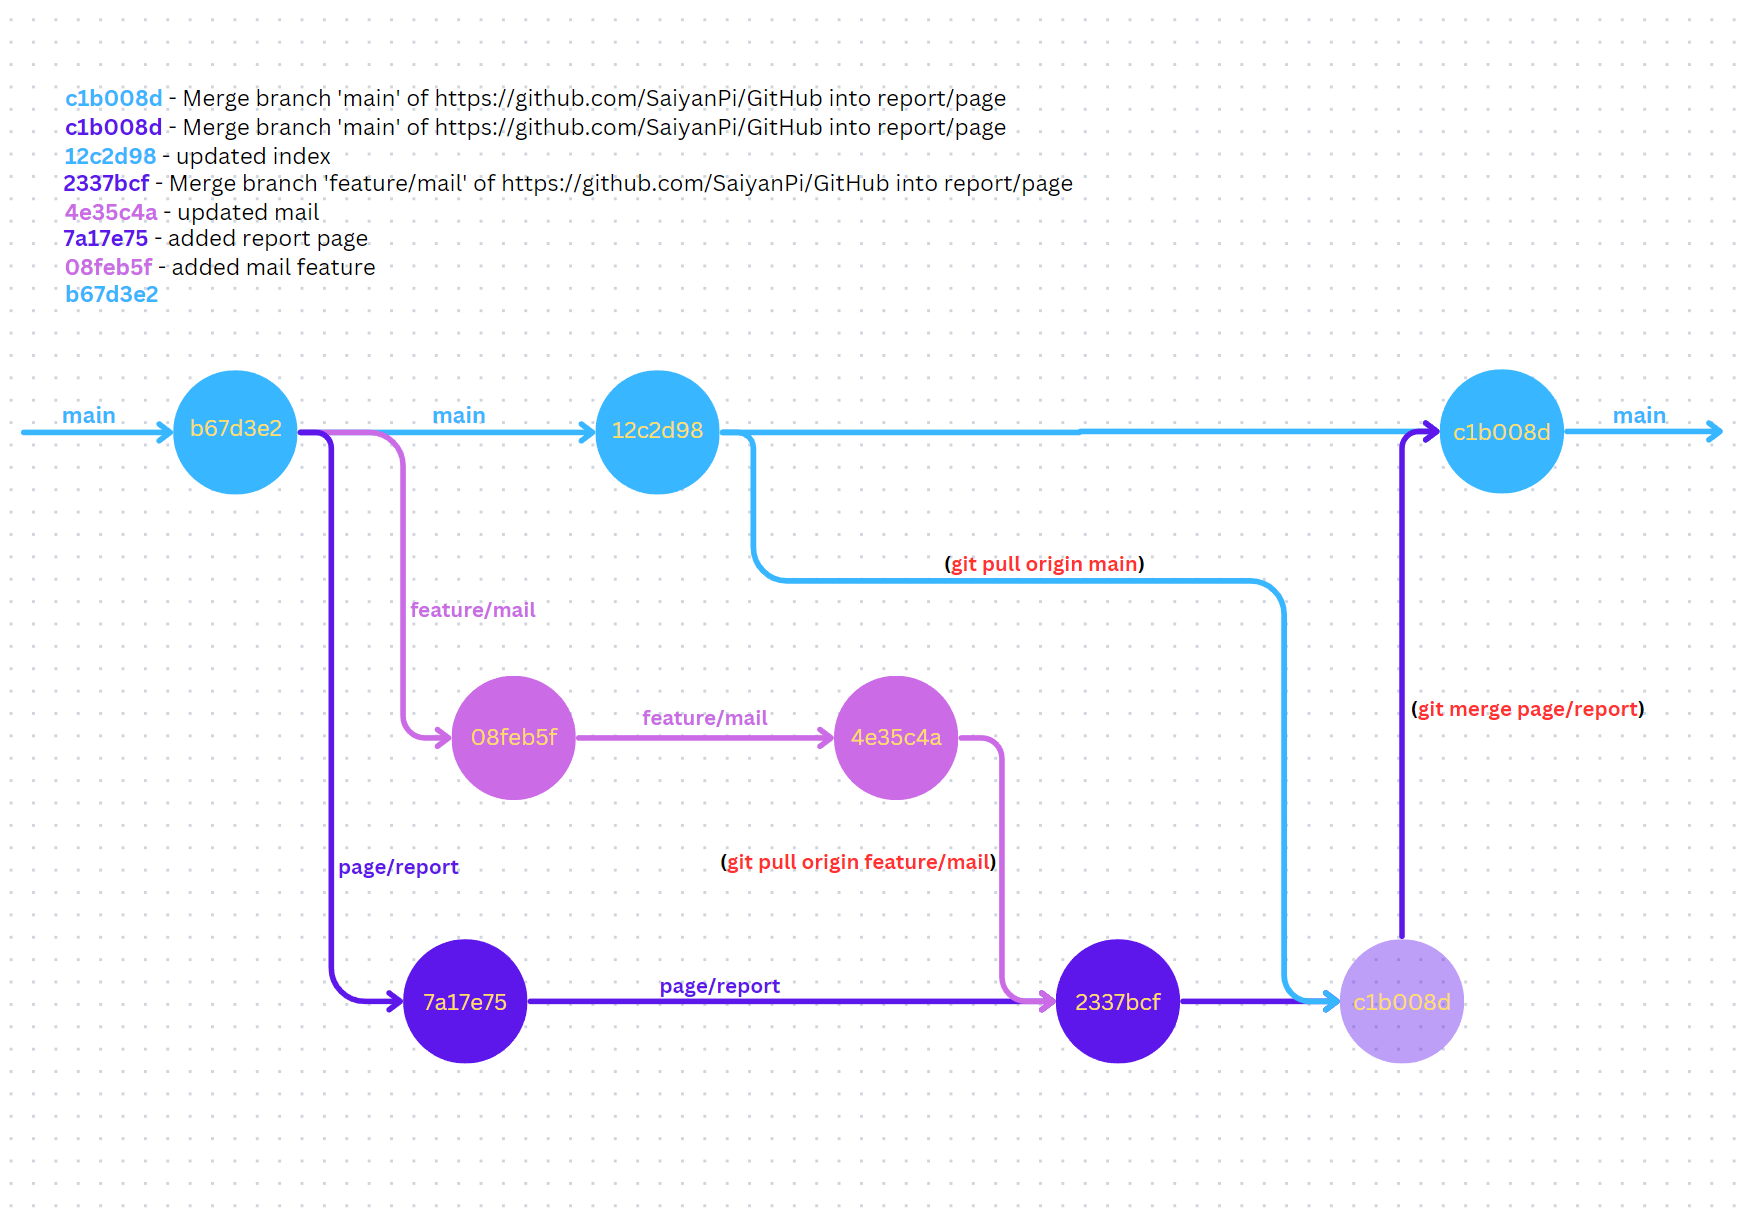 c1b008d - Merge branch 'main' of https://github.com/SaiyanPi/GitHub into report/page
c1b008d - Merge branch 'main' of https://github.com/SaiyanPi/GitHub into report/page
12c2d98 - updated index
2337bcf - Merge branch 'feature/mail' of https://github.com/SaiyanPi/GitHub into report/page
4e35c4a - updated mail
7a17e75 - added report page
08feb5f - added mail feature
b67d3e2
main
b67d3e2
main
12c2d98
c1b008d
main
(git pull origin main)
feature/mail
08feb5f
feature/mail
4e35c4a
(git merge page/report)
page/report
(git pull origin feature/mail)
7a17e75
page/report
2337bcf
c1b008d